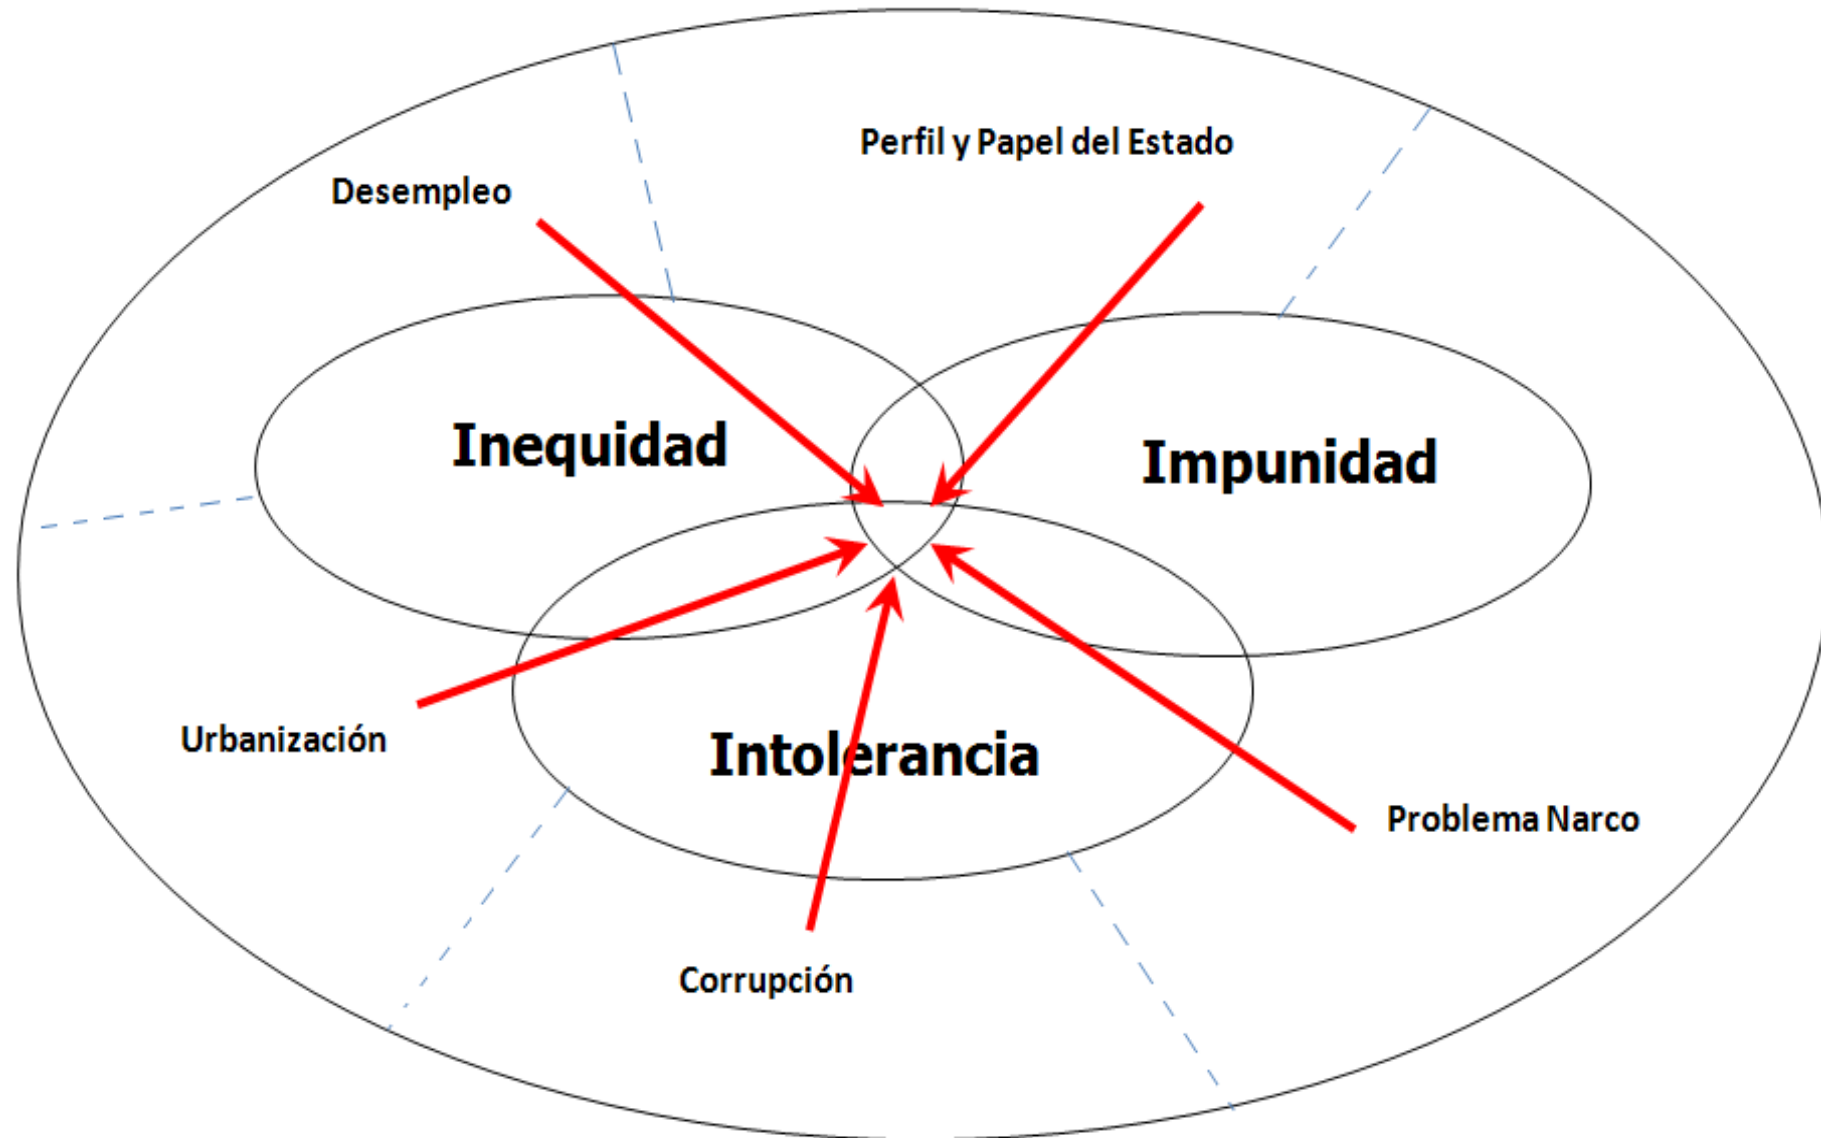 Perfil y Papel del Estado
Desempleo
Inequidad
Impunidad
Urbanización
Intolerancia
Problema Narco
Corrupción